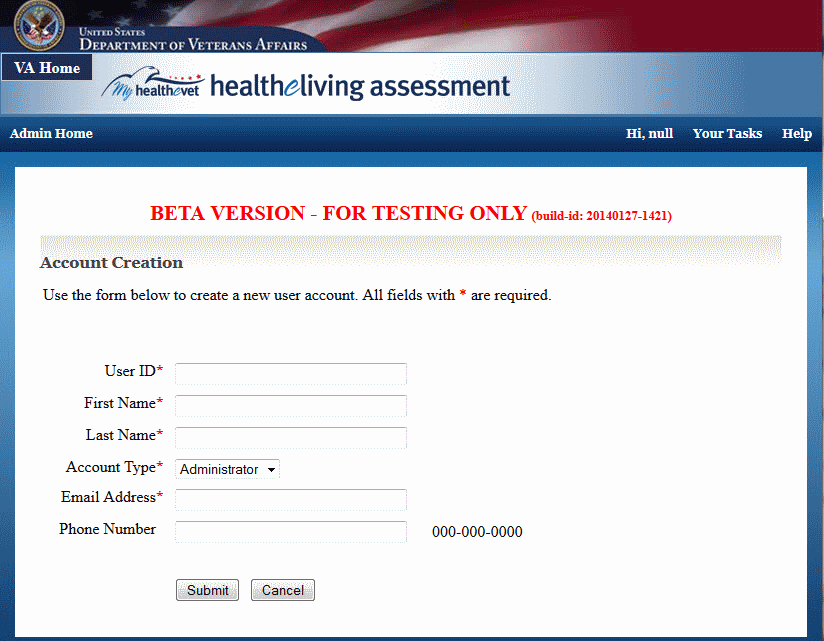 UNITED STATES
DEPARTMENT OF VETERANS AFFAIRS
VA Home
My healthevet healtheliving assessment
Admin Home Hi, null Your Tasks Help
BETA VERSION - FOR TESTING ONLY (build-id: 20140127-1421)
Account Creation
Use the form below to create a new user account. All fields with * are required.
User ID*
First Name*
Last Name*
Account Type* Administrator
Email Address*
Phone Number 000-000-0000
Submit Cancel